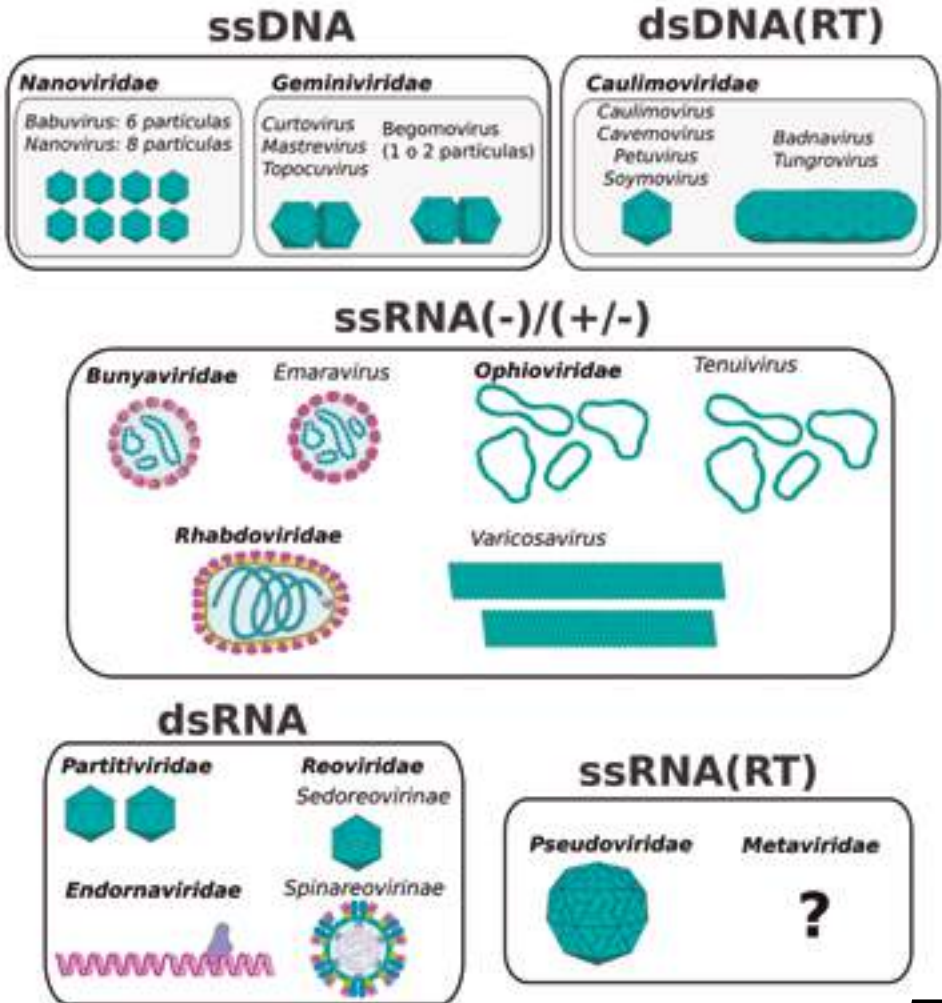 ssDNA
Nanoviridae
Babuvirus: 6 partículas
Nanovirus: 8 partículas
Geminiviridae
Curtovirus
Mastrevirus
Topocuvirus
Begomovirus
(1 o 2 partículas)
dsDNA(RT)
Caulimoviridae
Caulimovirus
Cavemovirus
Petuvirus
Soymovirus
Badnavirus
Tungrovirus
ssRNA(-)/(+/-)
Bunyaviridae
Emaravirus
Ophioviridae
Tenuivirus
Rhabdoviridae
Varicosavirus
dsRNA
Partitiviridae
Reoviridae
Sedoreovirinae
Endornaviridae
Spinareovirinae
ssRNA(RT)
Pseudoviridae
Metaviridae
?